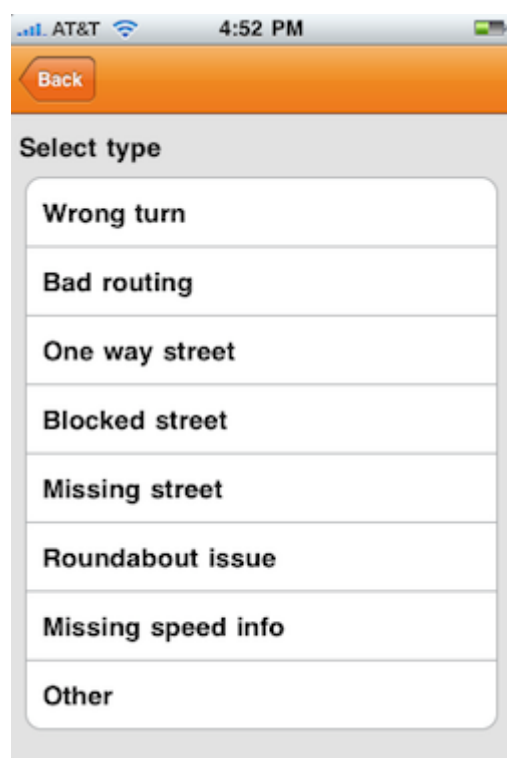 AT&T 4:52 PM
Back
Select type
Wrong turn
Bad routing
One way street
Blocked street
Missing street
Roundabout issue
Missing speed info
Other